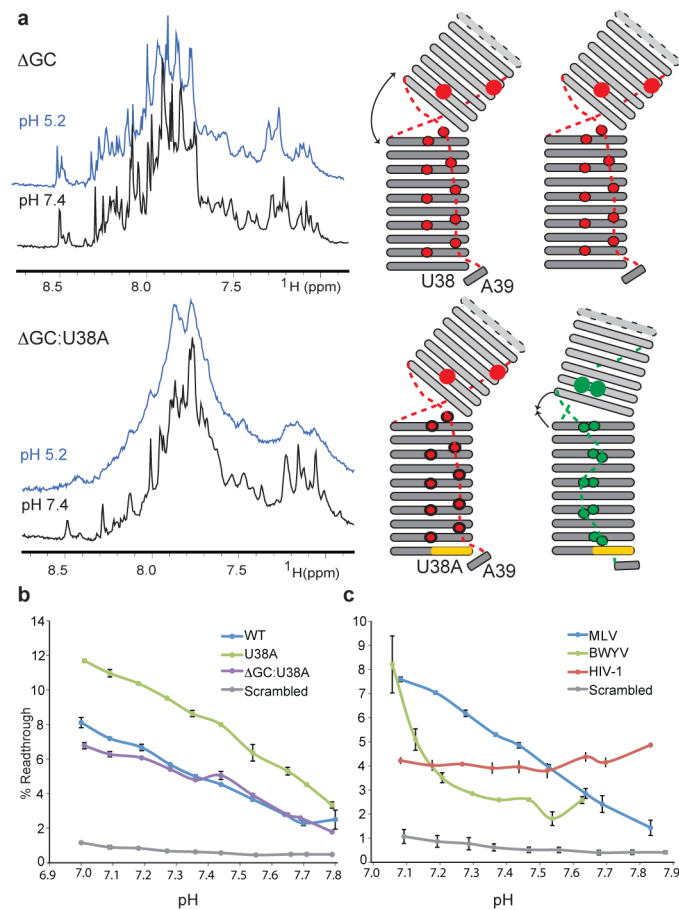 a
ΔGC
pH 5.2
pH 7.4
8.5 8.0 7.5 ¹H (ppm)
U38 A39
ΔGC:U38A
pH 5.2
pH 7.4
8.5 8.0 7.5 ¹H(ppm)
U38A A39
b
% Readthrough
14
12
10
8
6
4
2
0
6.9 7.0 7.1 7.2 7.3 7.4 7.5 7.6 7.7 7.8
pH
WT
U38A
ΔGC:U38A
Scrambled
c
10
9
8
7
6
5
4
3
2
1
0
7.0 7.1 7.2 7.3 7.4 7.5 7.6 7.7 7.8 7.9
pH
MLV
BWYV
HIV-1
Scrambled